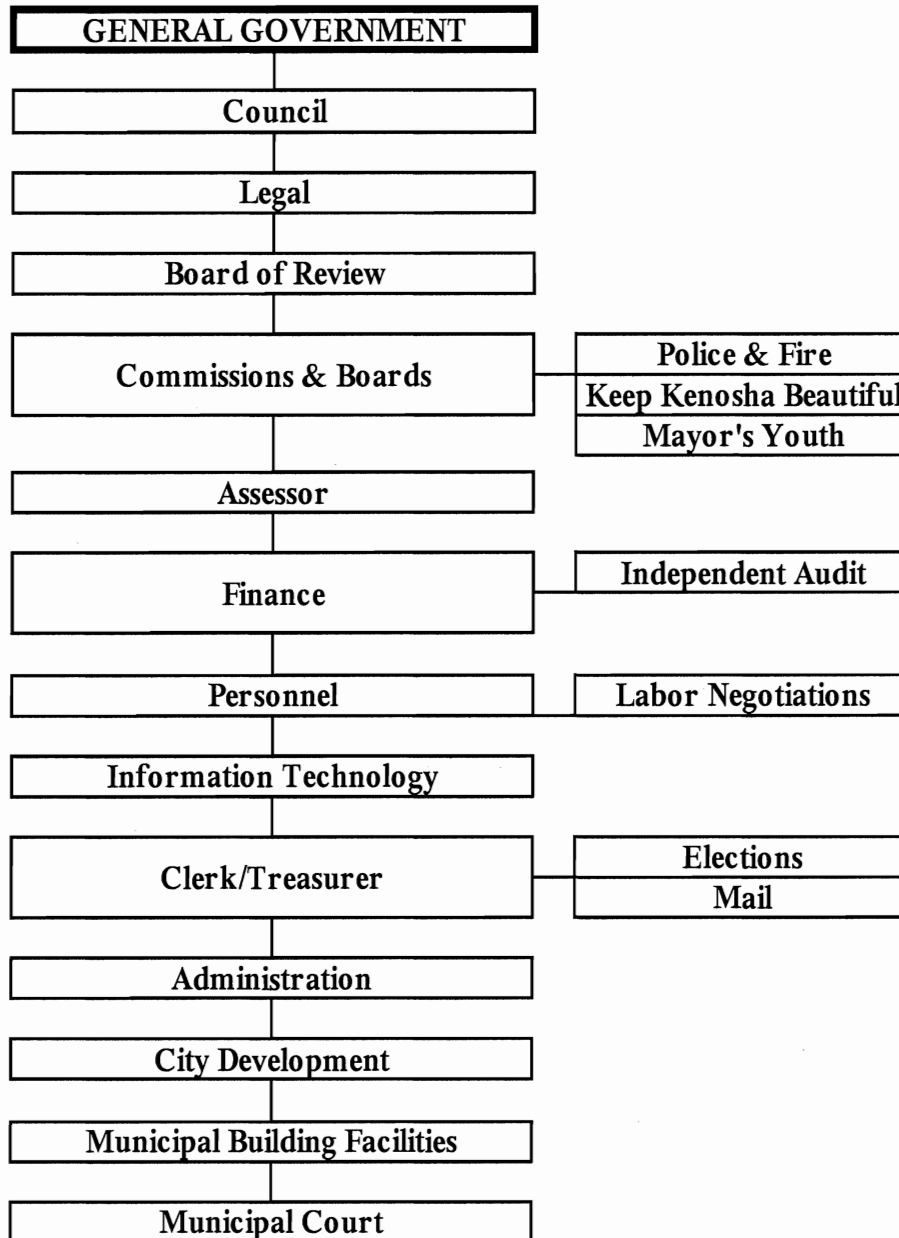 GENERAL GOVERNMENT
Council
Legal
Board of Review
Commissions & Boards
Police & Fire
Keep Kenosha Beautiful
Mayor's Youth
Assessor
Finance
Independent Audit
Personnel
Labor Negotiations
Information Technology
Clerk/Treasurer
Elections
Mail
Administration
City Development
Municipal Building Facilities
Municipal Court